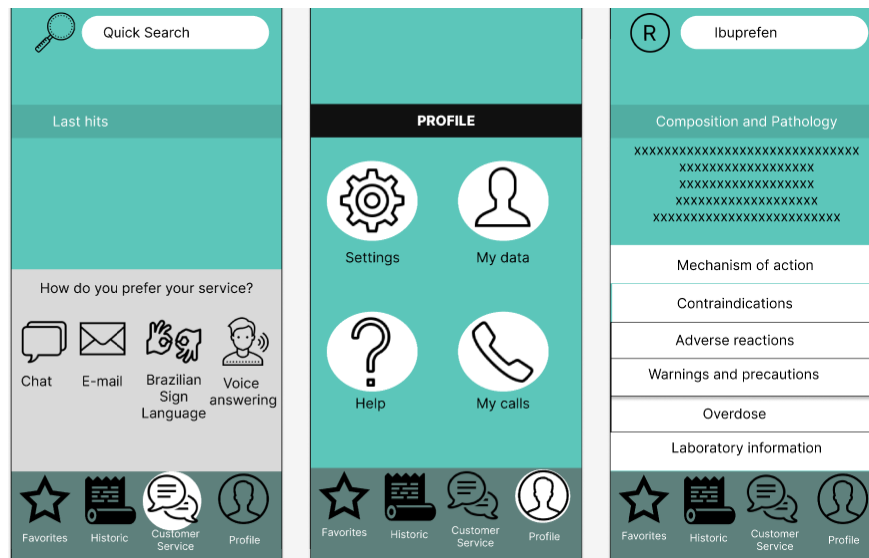 Quick Search
Last hits
How do you prefer your service?
Chat
E-mail
Brazilian
Sign
Language
Voice
answering
Favorites
Historic
Customer
Service
Profile
PROFILE
Settings
My data
Help
My calls
Favorites
Historic
Customer
Service
Profile
R
Ibuprefen
Composition and Pathology
xxxxxxxxxxxxxxxxxxxxxxxxxxxxxx
xxxxxxxxxxxxxxxxxx
xxxxxxxxxxxxxxxxxx
xxxxxxxxxxxxxxxxxxx
xxxxxxxxxxxxxxxxxxxxxxxxx
Mechanism of action
Contraindications
Adverse reactions
Warnings and precautions
Overdose
Laboratory information
Favorites
Historic
Customer
Service
Profile